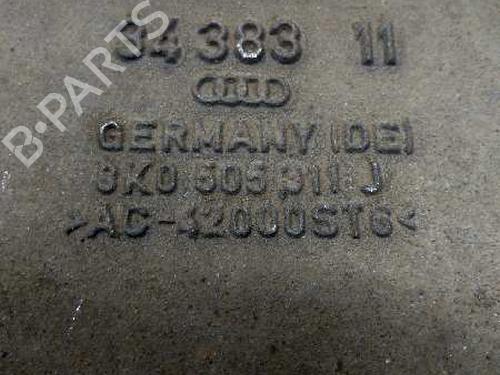 34 383 11
GERMANY (DE)
8K0 505 311 J
>AC-42000ST6<
B-PARTS